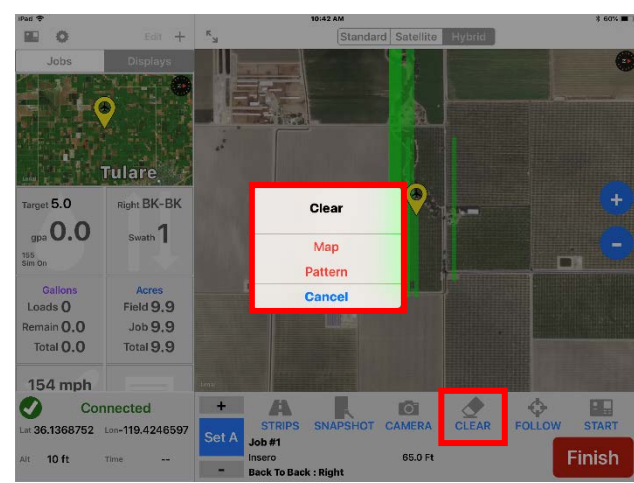 iPad 10:42 AM 60%
Edit +
Standard Satellite Hybrid
Jobs Displays
Tulare
Legal
Target 5.0 Right BK-BK
gpa 0.0 Swath 1
155
Sim On
Gallons Acres
Loads 0 Field 9.9
Remain 0.0 Job 9.9
Total 0.0 Total 9.9
154 mph
Clear
Map
Pattern
Cancel
+
-
Legal
Connected
Lat 36.1368752 Lon-119.4246597
Alt 10 ft Time --
+
Set A
-
STRIPS SNAPSHOT CAMERA CLEAR FOLLOW START
Job #1
Insero 65.0 Ft
Back To Back : Right
Finish